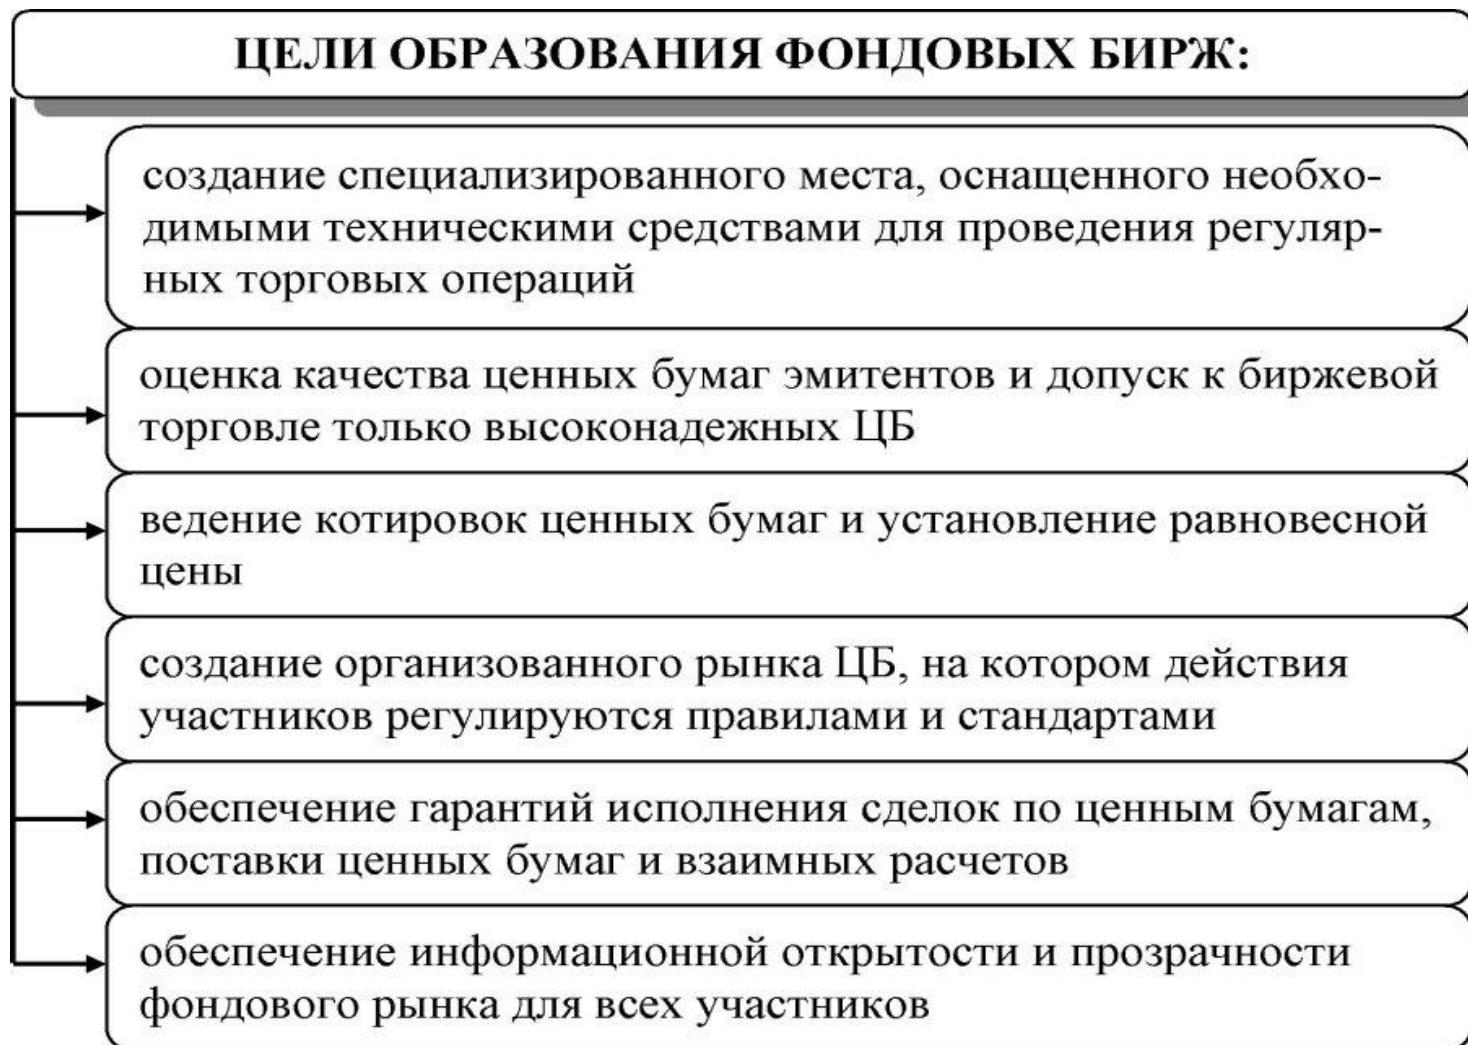 ЦЕЛИ ОБРАЗОВАНИЯ ФОНДОВЫХ БИРЖ:
создание специализированного места, оснащенного необхо-
димыми техническими средствами для проведения регуляр-
ных торговых операций
оценка качества ценных бумаг эмитентов и допуск к биржевой
торговле только высоконадежных ЦБ
ведение котировок ценных бумаг и установление равновесной
цены
создание организованного рынка ЦБ, на котором действия
участников регулируются правилами и стандартами
обеспечение гарантий исполнения сделок по ценным бумагам,
поставки ценных бумаг и взаимных расчетов
обеспечение информационной открытости и прозрачности
фондового рынка для всех участников